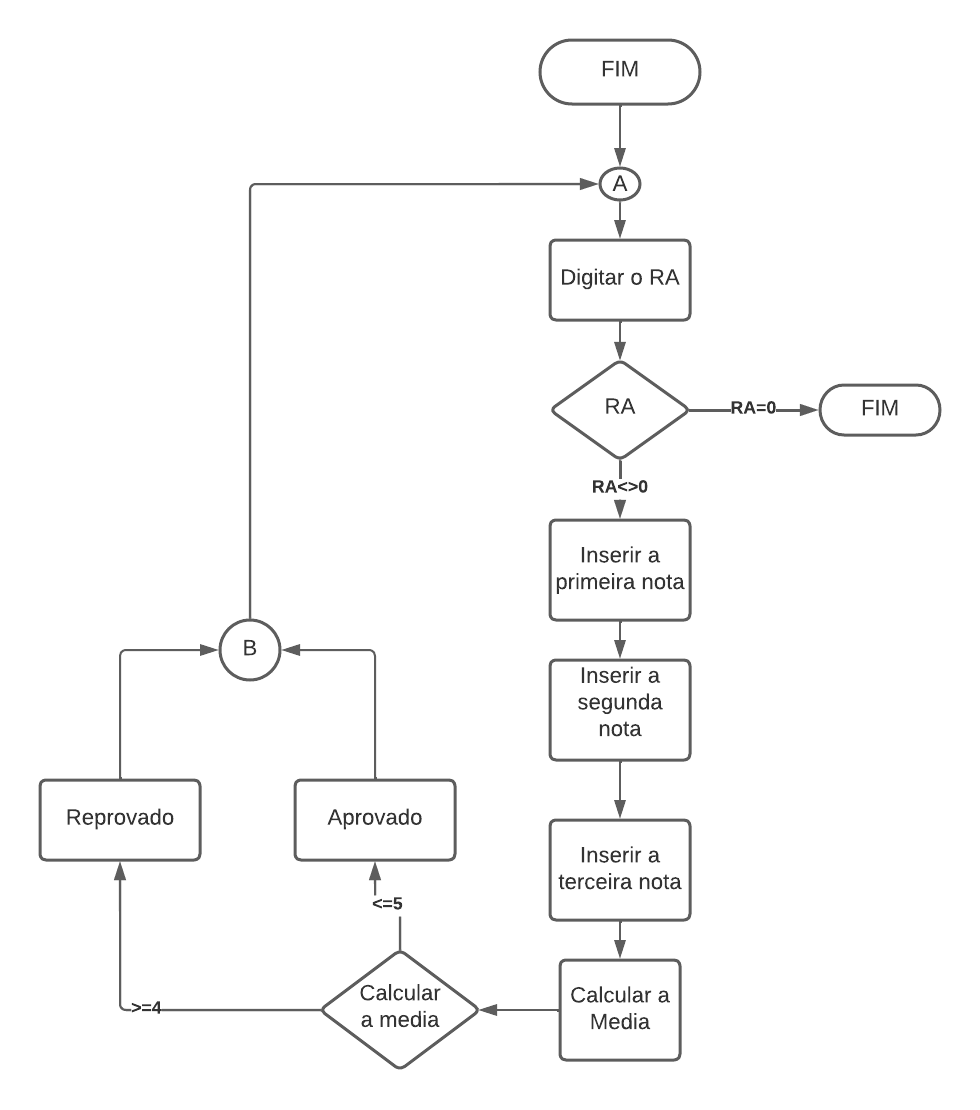 FIM
A
Digitar o RA
RA
RA=0
FIM
RA<>0
Inserir a
primeira nota
Inserir a
segunda
nota
Inserir a
terceira nota
Calcular a
Media
Calcular
a media
<=5
>=4
Aprovado
Reprovado
B